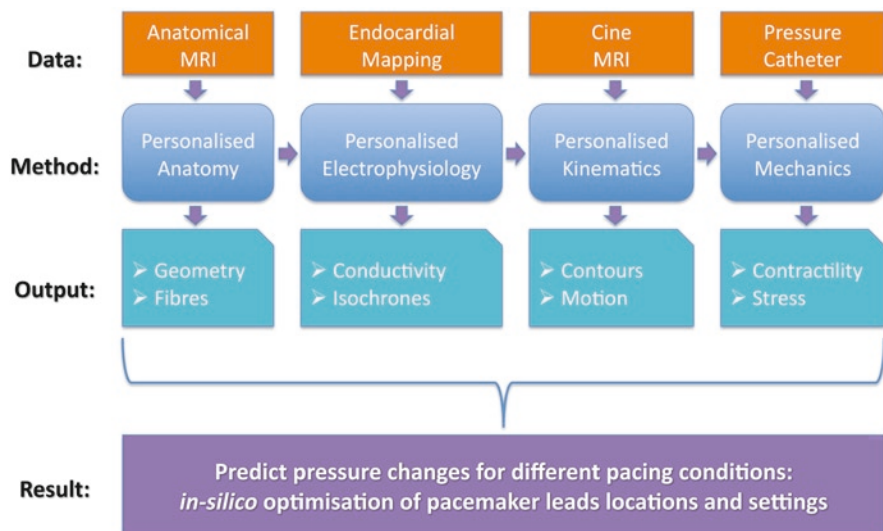 Data:
Anatomical
MRI
Endocardial
Mapping
Cine
MRI
Pressure
Catheter
Method:
Personalised
Anatomy
Personalised
Electrophysiology
Personalised
Kinematics
Personalised
Mechanics
Output:
➢ Geometry
➢ Fibres
➢ Conductivity
➢ Isochrones
➢ Contours
➢ Motion
➢ Contractility
➢ Stress
Result:
Predict pressure changes for different pacing conditions:
in-silico optimisation of pacemaker leads locations and settings